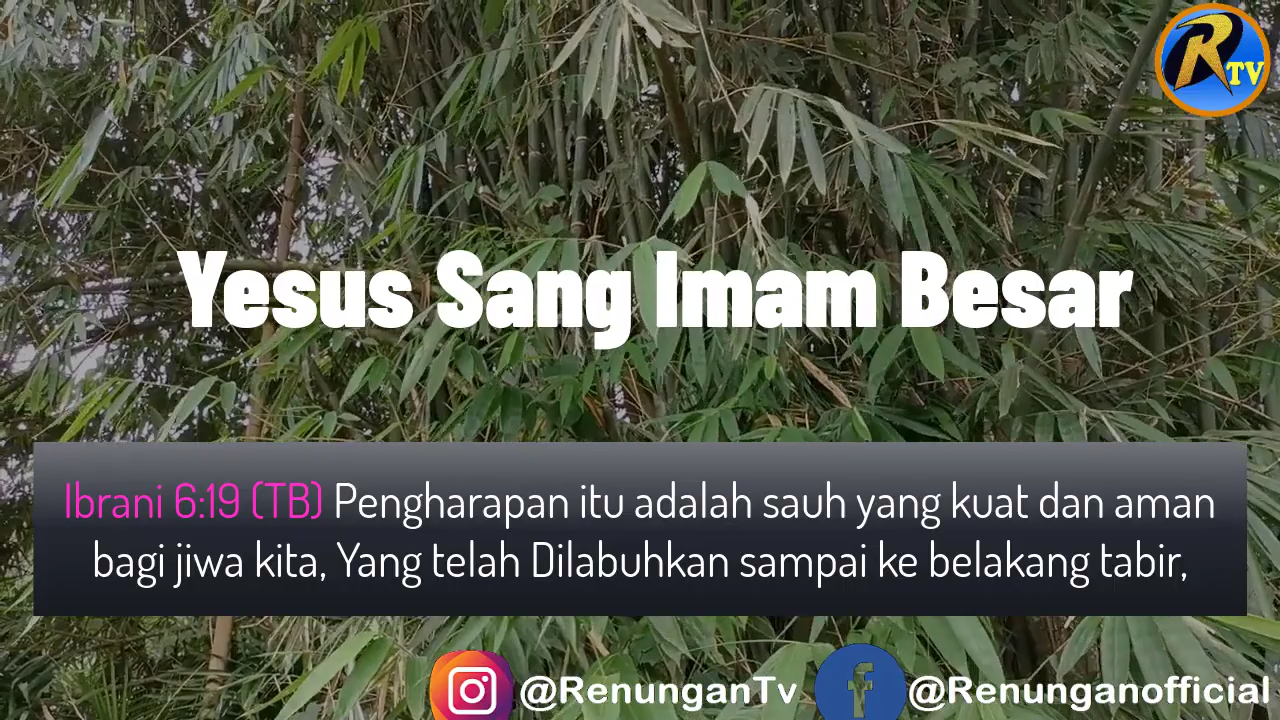 R TV
Yesus Sang Imam Besar
Ibrani 6:19 (TB) Pengharapan itu adalah sauh yang kuat dan aman
bagi jiwa kita, Yang telah Dilabuhkan sampai ke belakang tabir,
@RenunganTv @Renunganofficial